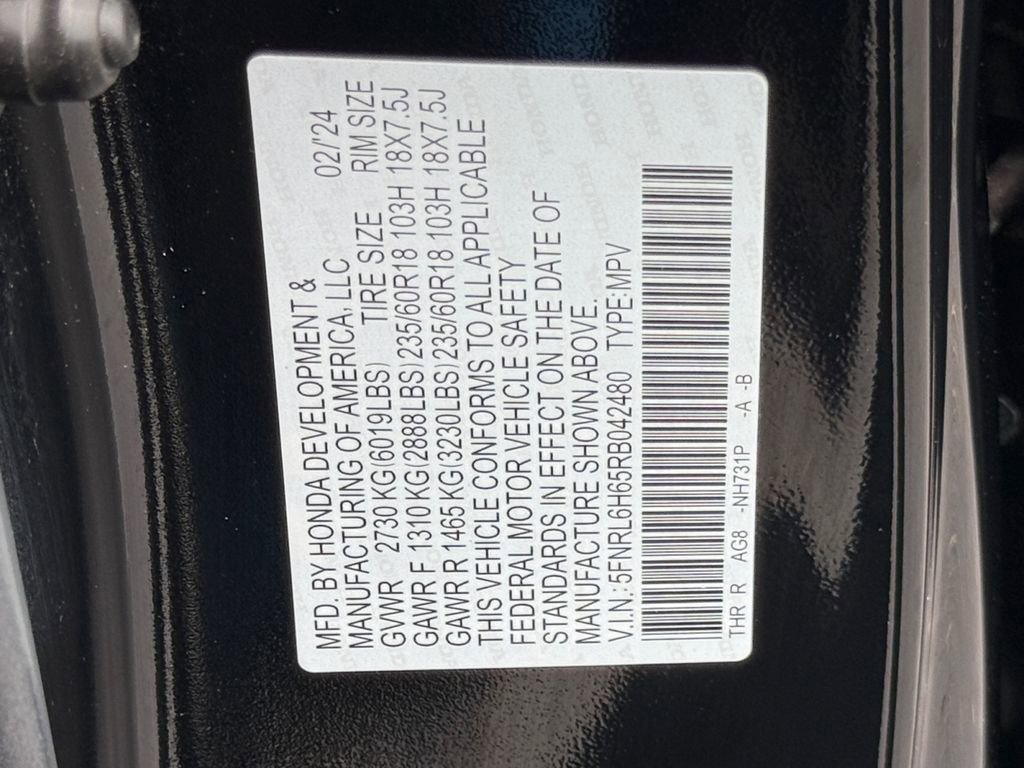 MFD. BY HONDA DEVELOPMENT &
MANUFACTURING OF AMERICA, LLC 02/'24
GVWR 2730 KG(6019LBS) TIRE SIZE RIM SIZE
GAWR F 1310 KG(2888LBS)235/60R18 103H 18X7.5J
GAWR R 1465 KG(3230LBS)235/60R18 103H 18X7.5J
THIS VEHICLE CONFORMS TO ALL APPLICABLE
FEDERAL MOTOR VEHICLE SAFETY
STANDARDS IN EFFECT ON THE DATE OF
MANUFACTURE SHOWN ABOVE.
V.I.N.:5FNRL6H65RB042480 TYPE:MPV
THR R AG8 -NH731P -A -B